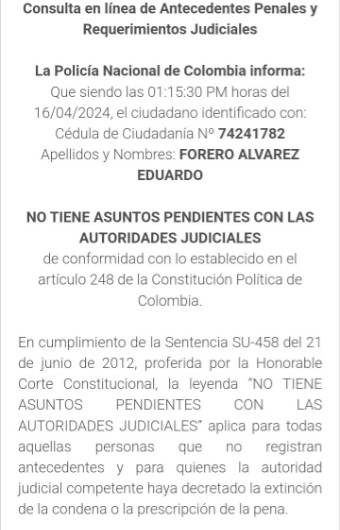 Consulta en línea de Antecedentes Penales y
Requerimientos Judiciales
La Policía Nacional de Colombia informa:
Que siendo las 01:15:30 PM horas del
16/04/2024, el ciudadano identificado con:
Cédula de Ciudadanía Nº 74241782
Apellidos y Nombres: FORERO ALVAREZ
EDUARDO
NO TIENE ASUNTOS PENDIENTES CON LAS
AUTORIDADES JUDICIALES
de conformidad con lo establecido en el
artículo 248 de la Constitución Política de
Colombia.
En cumplimiento de la Sentencia SU-458 del 21
de junio de 2012, proferida por la Honorable
Corte Constitucional, la leyenda “NO TIENE
ASUNTOS PENDIENTES CON LAS
AUTORIDADES JUDICIALES” aplica para todas
aquellas personas que no registran
antecedentes y para quienes la autoridad
judicial competente haya decretado la extinción
de la condena o la prescripción de la pena.